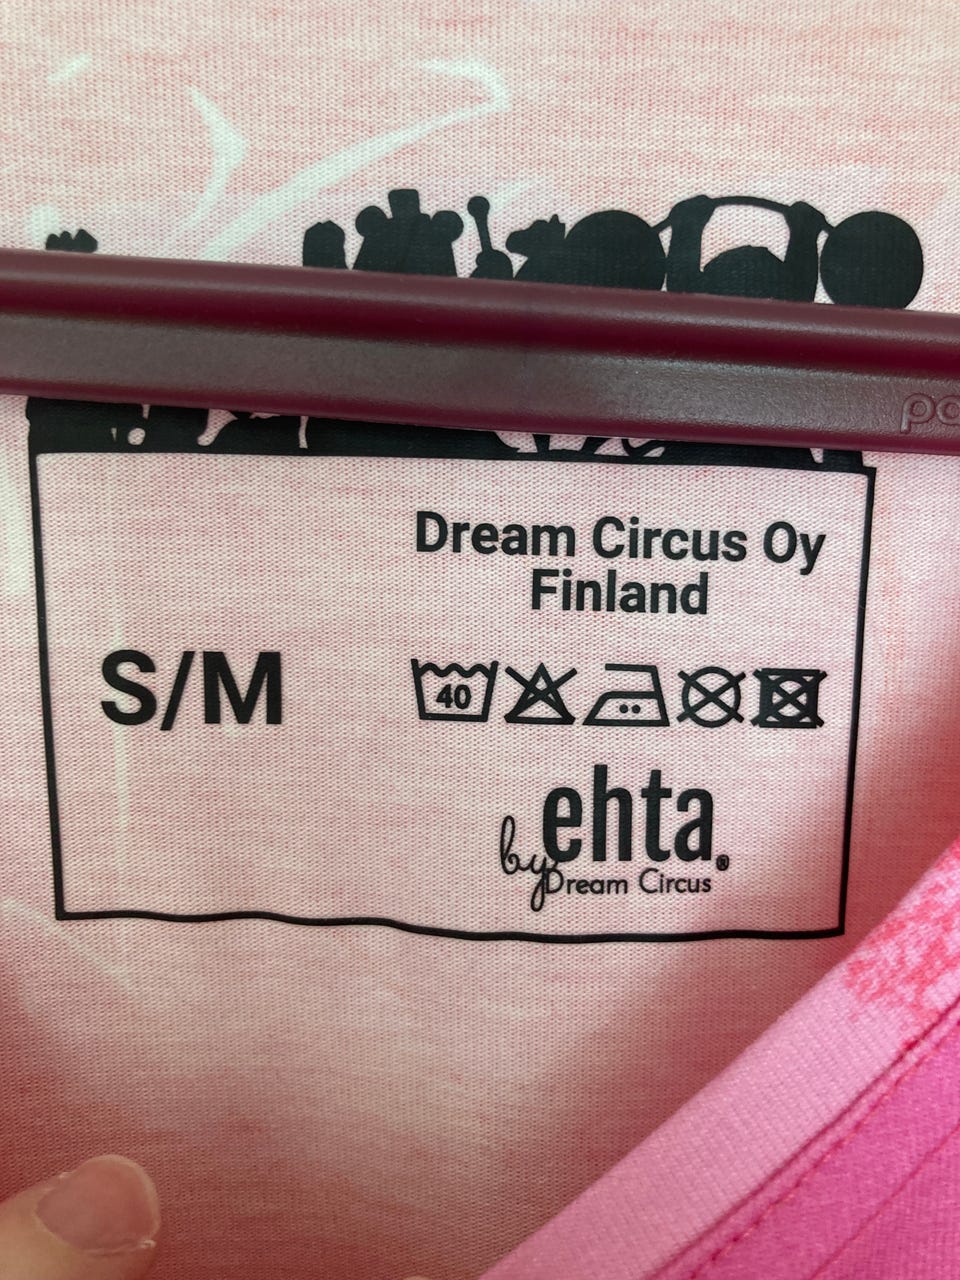 Dream Circus Oy
Finland
S/M
40
ehta®
by Dream Circus